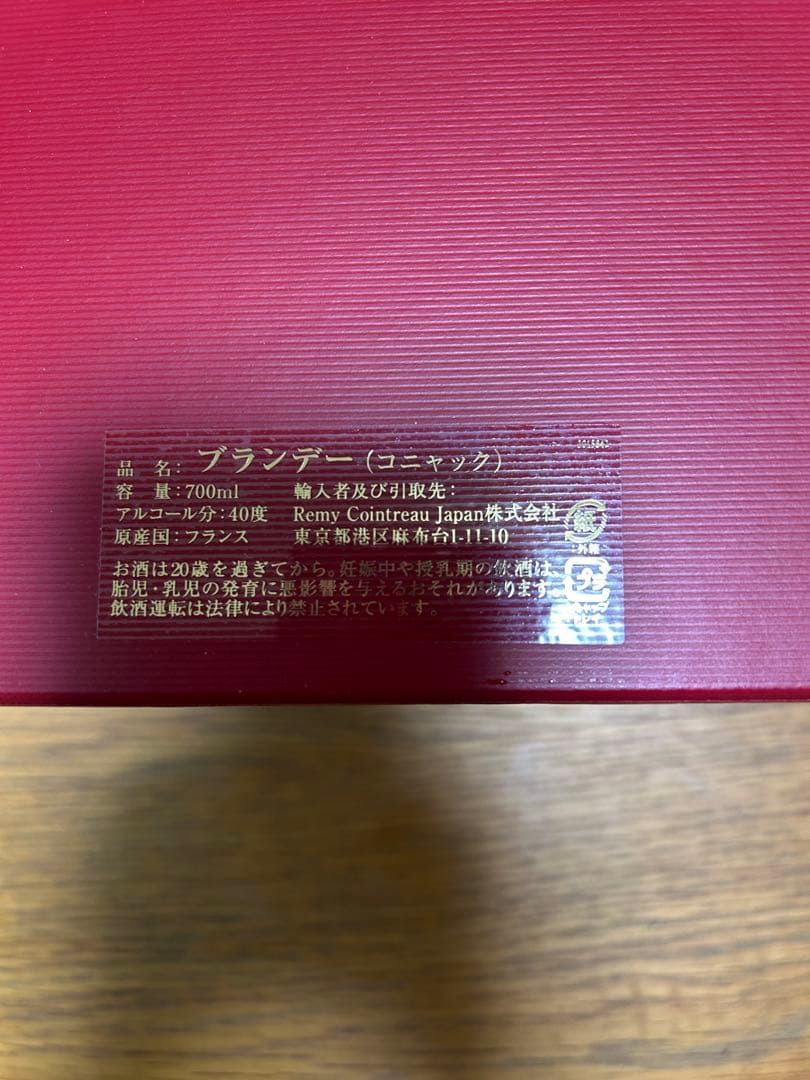 品　名：ブランデー（コニャック）
容　量：700ml
アルコール分：40度
原産国：フランス
輸入者及び引取先：
Remy Cointreau Japan株式会社
東京都港区麻布台1-11-10
お酒は20歳を過ぎてから。妊娠中や授乳期の飲酒は、
胎児・乳児の発育に悪影響を与えるおそれがあります。
飲酒運転は法律により禁止されています。
紙
：外箱
プラ